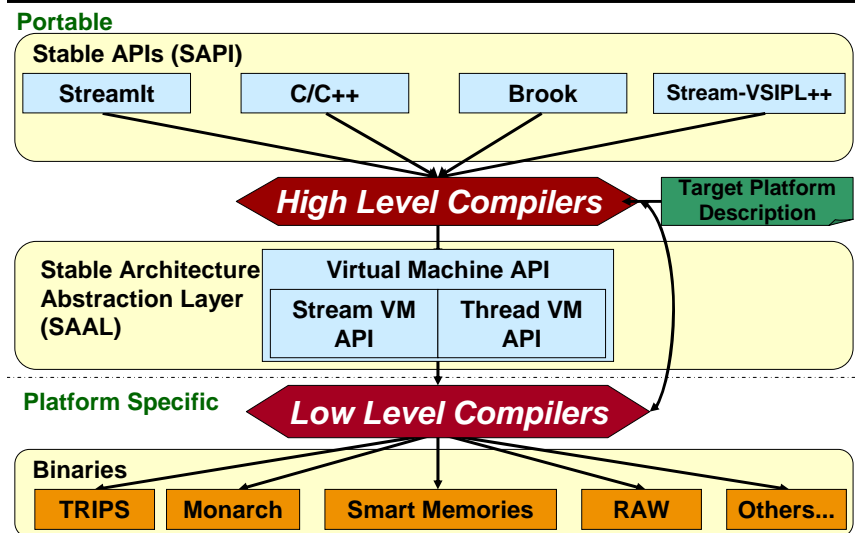 Portable
Stable APIs (SAPI)
StreamIt
C/C++
Brook
Stream-VSIPL++
High Level Compilers
Target Platform
Description
Stable Architecture
Abstraction Layer
(SAAL)
Virtual Machine API
Stream VM
API
Thread VM
API
Platform Specific
Low Level Compilers
Binaries
TRIPS
Monarch
Smart Memories
RAW
Others...